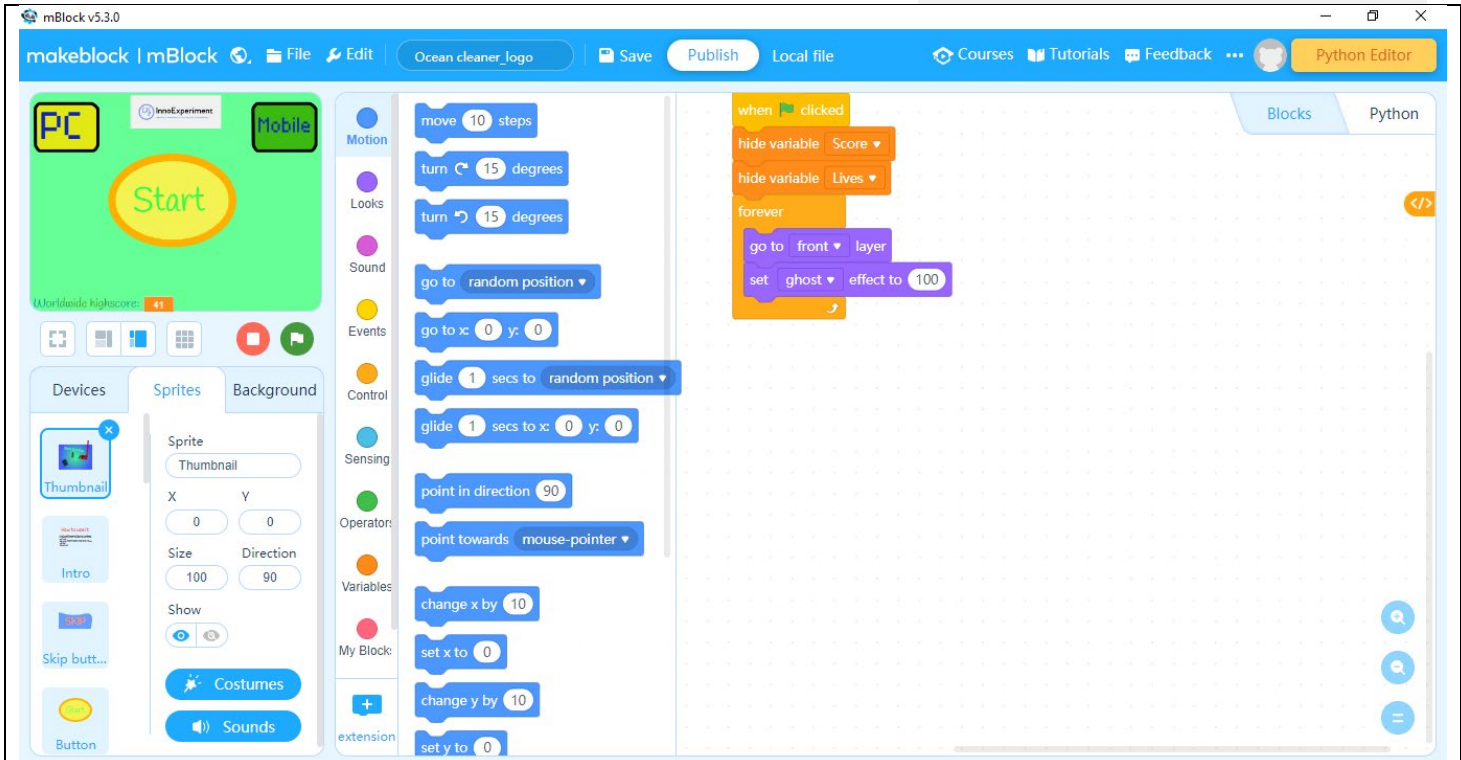 mBlock v5.3.0
makeblock | mBlock File Edit Ocean cleaner_logo Save Publish Local file Courses Tutorials Feedback Python Editor
PC InnoExperiment Mobile
Start
Worldwide highscore: 41
Devices Sprites Background
Thumbnail
Intro
SKIP
Skip butt...
Start
Button
Sprite
Thumbnail
X Y
0 0
Size Direction
100 90
Show
Costumes
Sounds
Motion
Looks
Sound
Events
Control
Sensing
Operators
Variables
My Blocks
extension
move 10 steps
turn 15 degrees
turn 15 degrees
go to random position
go to x: 0 y: 0
glide 1 secs to random position
glide 1 secs to x: 0 y: 0
point in direction 90
point towards mouse-pointer
change x by 10
set x to 0
change y by 10
set y to 0
when clicked
hide variable Score
hide variable Lives
forever
go to front layer
set ghost effect to 100
Blocks Python
</>